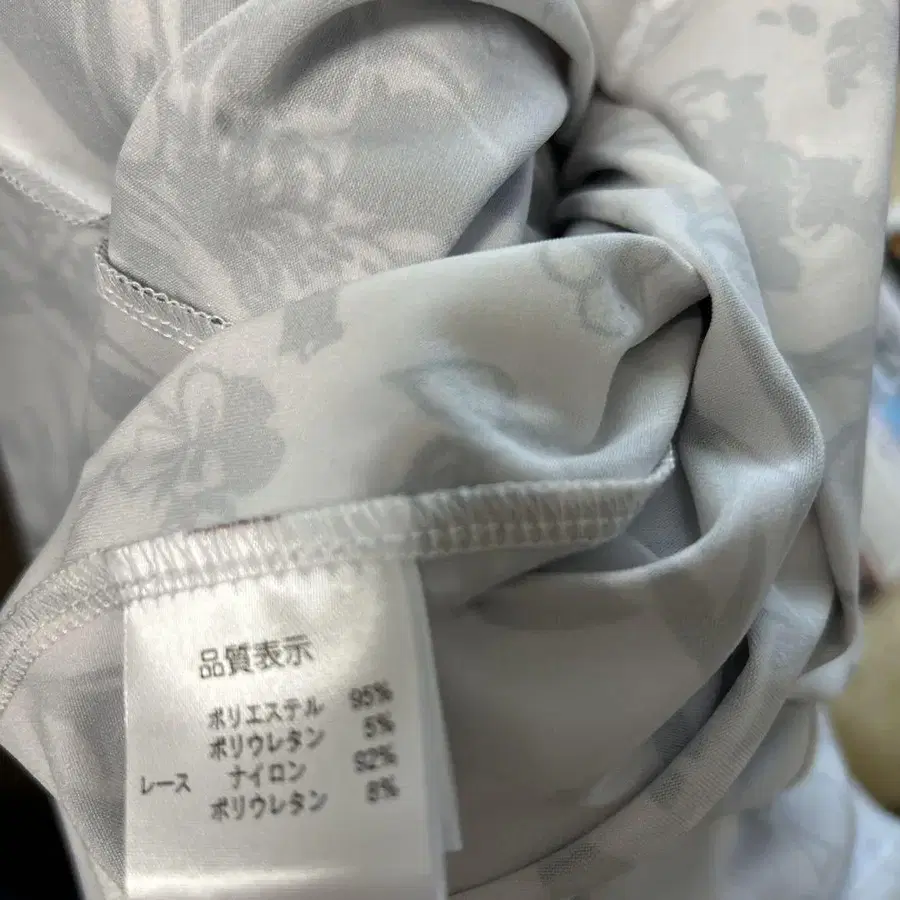 品質表示
ポリエステル 95%
ポリウレタン 5%
レース ナイロン 92%
ポリウレタン 8%